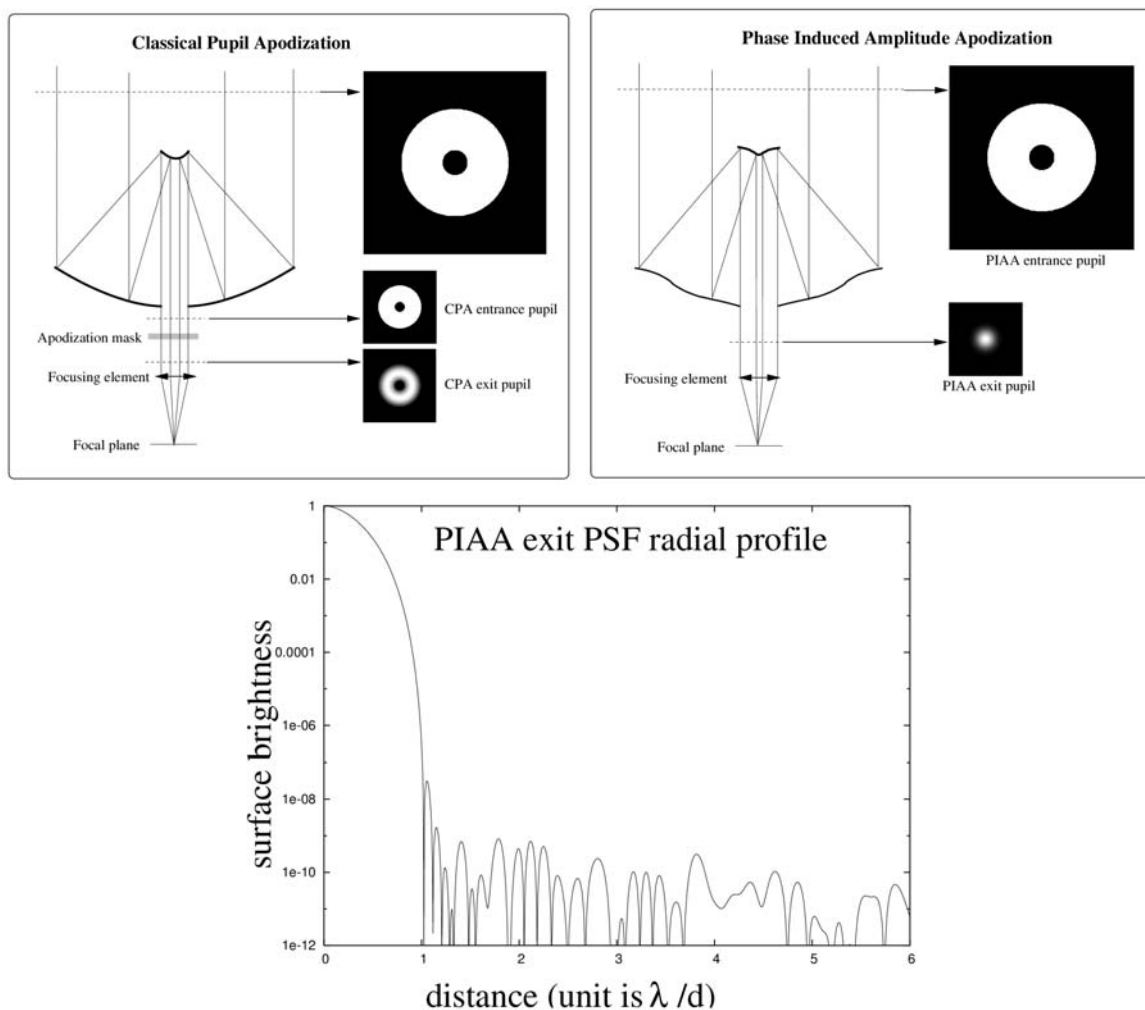 Classical Pupil Apodization
CPA entrance pupil
Apodization mask
Focusing element
CPA exit pupil
Focal plane
Phase Induced Amplitude Apodization
PIAA entrance pupil
Focusing element
PIAA exit pupil
Focal plane
PIAA exit PSF radial profile
surface brightness
1
0.01
0.0001
1e-06
1e-08
1e-10
1e-12
0 1 2 3 4 5 6
distance (unit is λ /d)